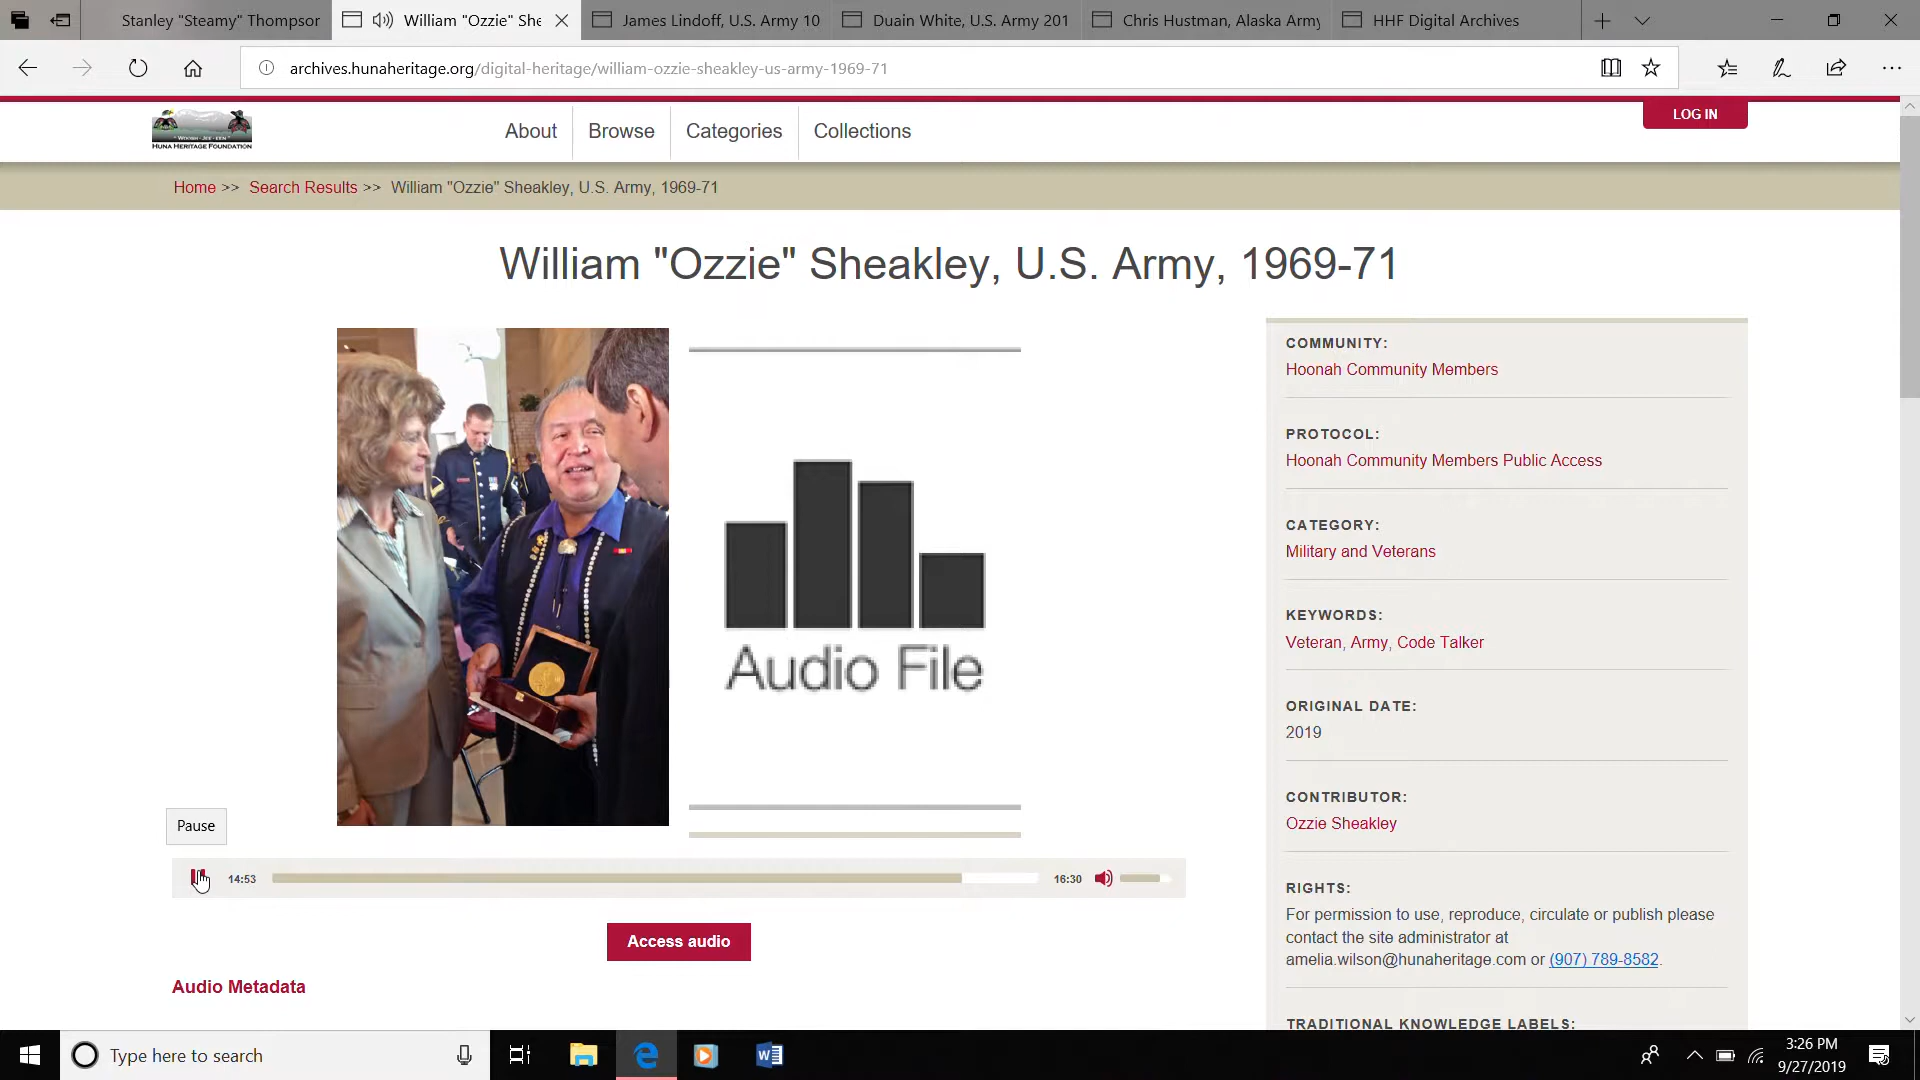 Stanley "Steamy" Thompsor
William "Ozzie" She
James Lindoff, U.S. Army 10
Duain White, U.S. Army 201
Chris Hustman, Alaska Army
HHF Digital Archives
archives.hunaheritage.org/digital-heritage/william-ozzie-sheakley-us-army-1969-71
LOG IN
" WOOSH - JEE - EEN "
HUNA HERITAGE FOUNDATION
About
Browse
Categories
Collections
Home >> Search Results >> William "Ozzie" Sheakley, U.S. Army, 1969-71
William "Ozzie" Sheakley, U.S. Army, 1969-71
Audio File
Pause
14:53
16:30
Access audio
Audio Metadata
COMMUNITY:
Hoonah Community Members
PROTOCOL:
Hoonah Community Members Public Access
CATEGORY:
Military and Veterans
KEYWORDS:
Veteran, Army, Code Talker
ORIGINAL DATE:
2019
CONTRIBUTOR:
Ozzie Sheakley
RIGHTS:
For permission to use, reproduce, circulate or publish please
contact the site administrator at
amelia.wilson@hunaheritage.com or (907) 789-8582.
TRADITIONAL KNOWLEDGE LABELS:
Type here to search
3:26 PM
9/27/2019